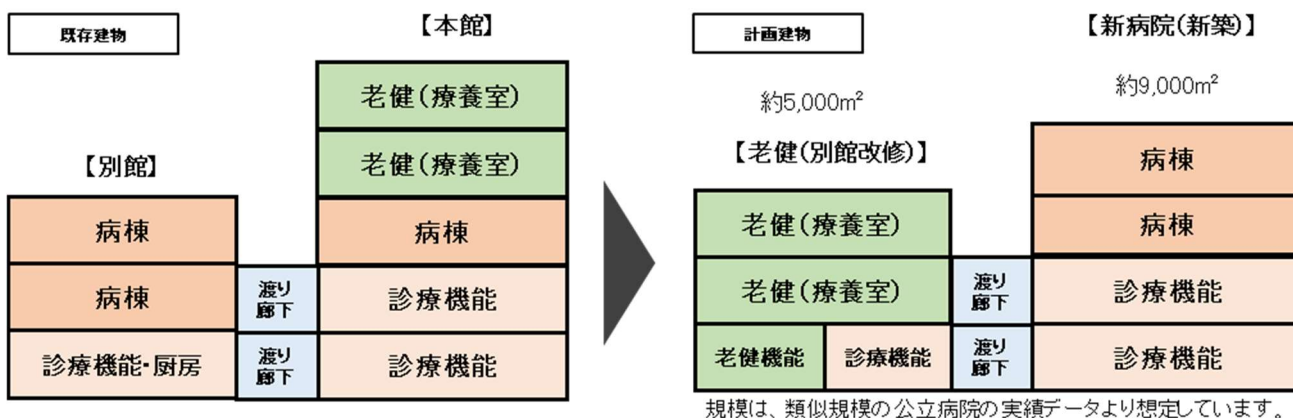 既存建物
【本館】
老健(療養室)
老健(療養室)
【別館】
病棟
病棟
病棟
渡り
廊下
診療機能
診療機能・厨房
渡り
廊下
診療機能
計画建物
【新病院(新築)】
約5,000m²
約9,000m²
【老健(別館改修)】
病棟
老健(療養室)
病棟
老健(療養室)
渡り
廊下
診療機能
老健機能
診療機能
渡り
廊下
診療機能
規模は、類似規模の公立病院の実績データより想定しています。